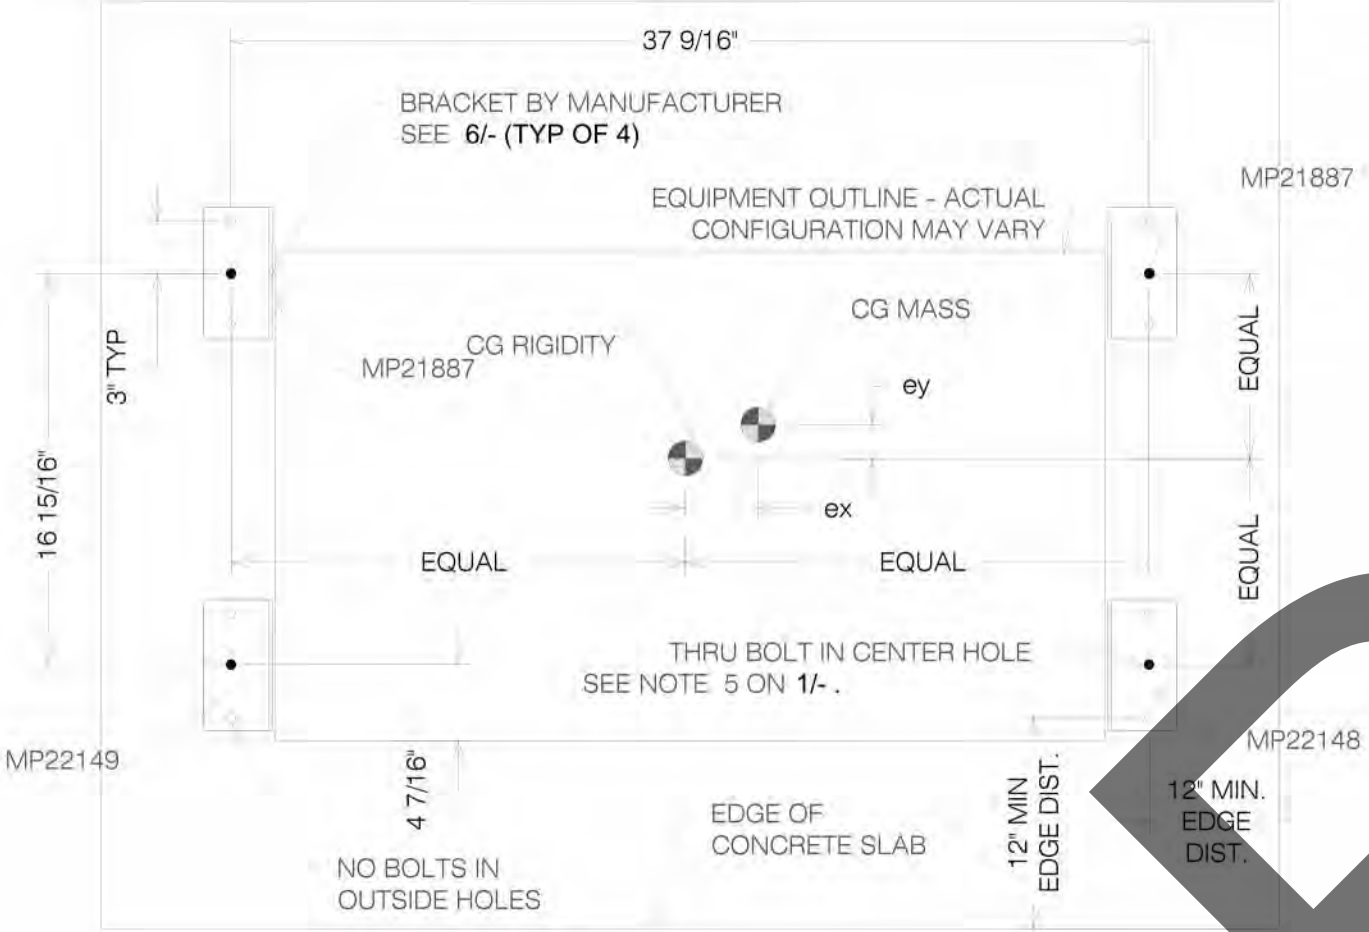 37 9/16"
BRACKET BY MANUFACTURER
SEE 6/- (TYP OF 4)
MP21887
EQUIPMENT OUTLINE - ACTUAL
CONFIGURATION MAY VARY
CG MASS
3" TYP
CG RIGIDITY
MP21887
EQUAL
ey
16 15/16"
ex
EQUAL
EQUAL
EQUAL
THRU BOLT IN CENTER HOLE
SEE NOTE 5 ON 1/- .
MP22149
MP22148
4 7/16"
12" MIN
EDGE DIST.
12" MIN.
EDGE
DIST.
EDGE OF
CONCRETE SLAB
NO BOLTS IN
OUTSIDE HOLES